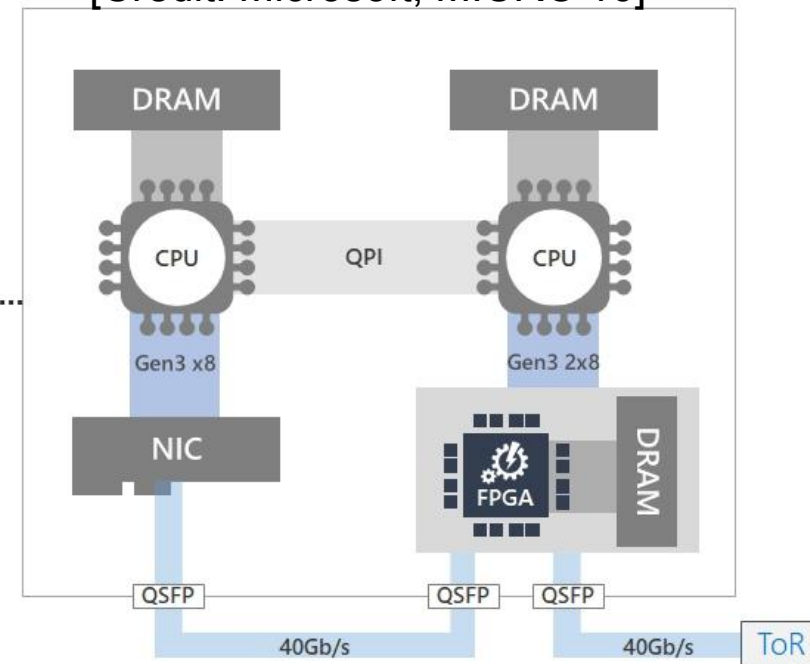 DRAM
DRAM
CPU
QPI
CPU
...
Gen3 x8
Gen3 2x8
NIC
FPGA
DRAM
QSFP
QSFP
QSFP
40Gb/s
40Gb/s
ToR